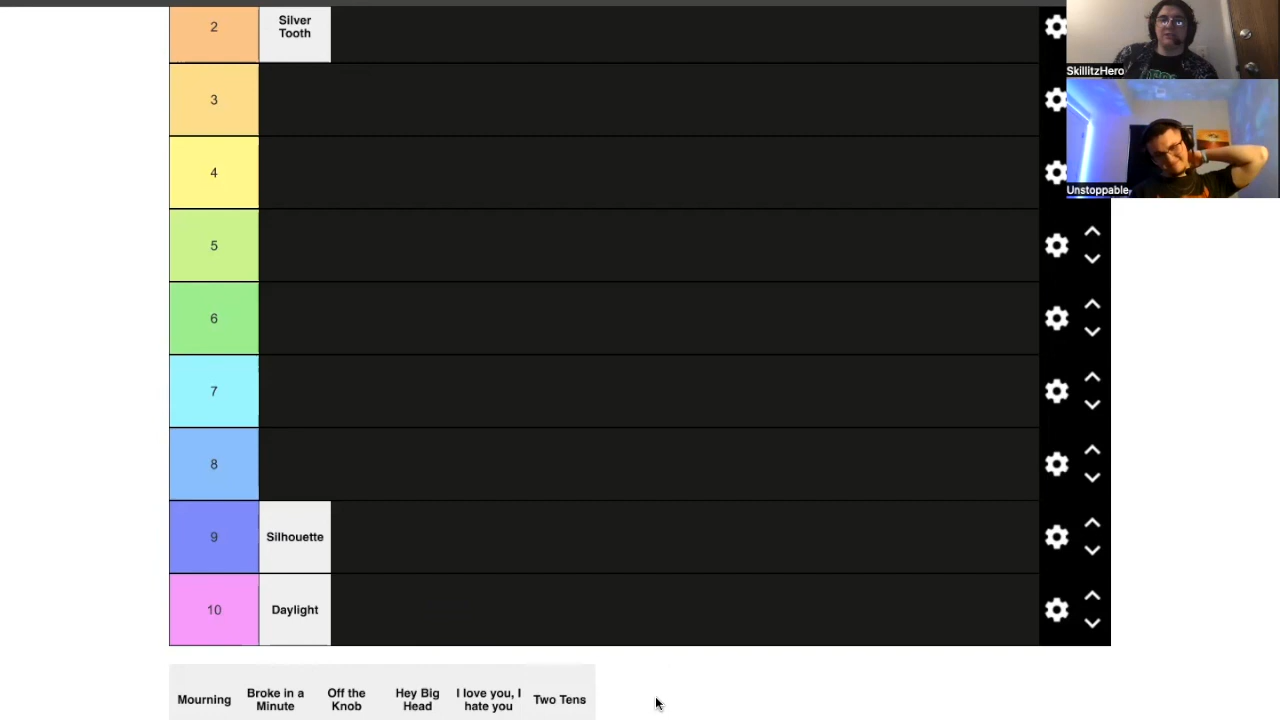 2
Silver
Tooth
SkillitzHero
3
4
Unstoppable
5
6
7
8
9
Silhouette
10
Daylight
Mourning
Broke in a
Minute
Off the
Knob
Hey Big
Head
I love you, I
hate you
Two Tens